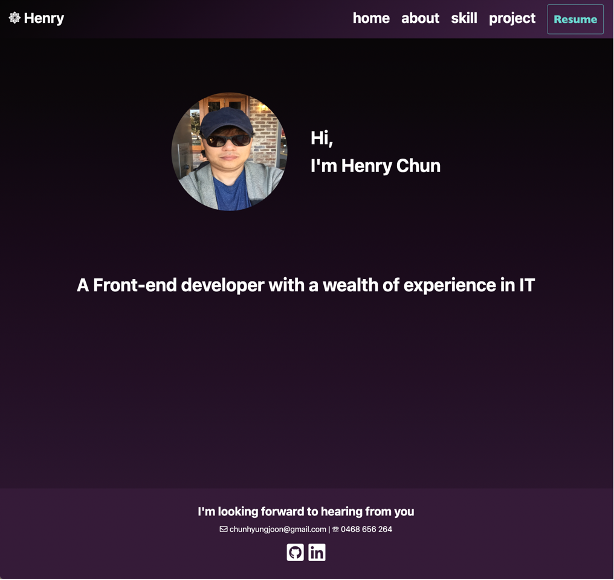 Henry
home about skill project Resume
Hi,
I'm Henry Chun
A Front-end developer with a wealth of experience in IT
I'm looking forward to hearing from you
chunhyungjoon@gmail.com | ☏ 0468 656 264
in